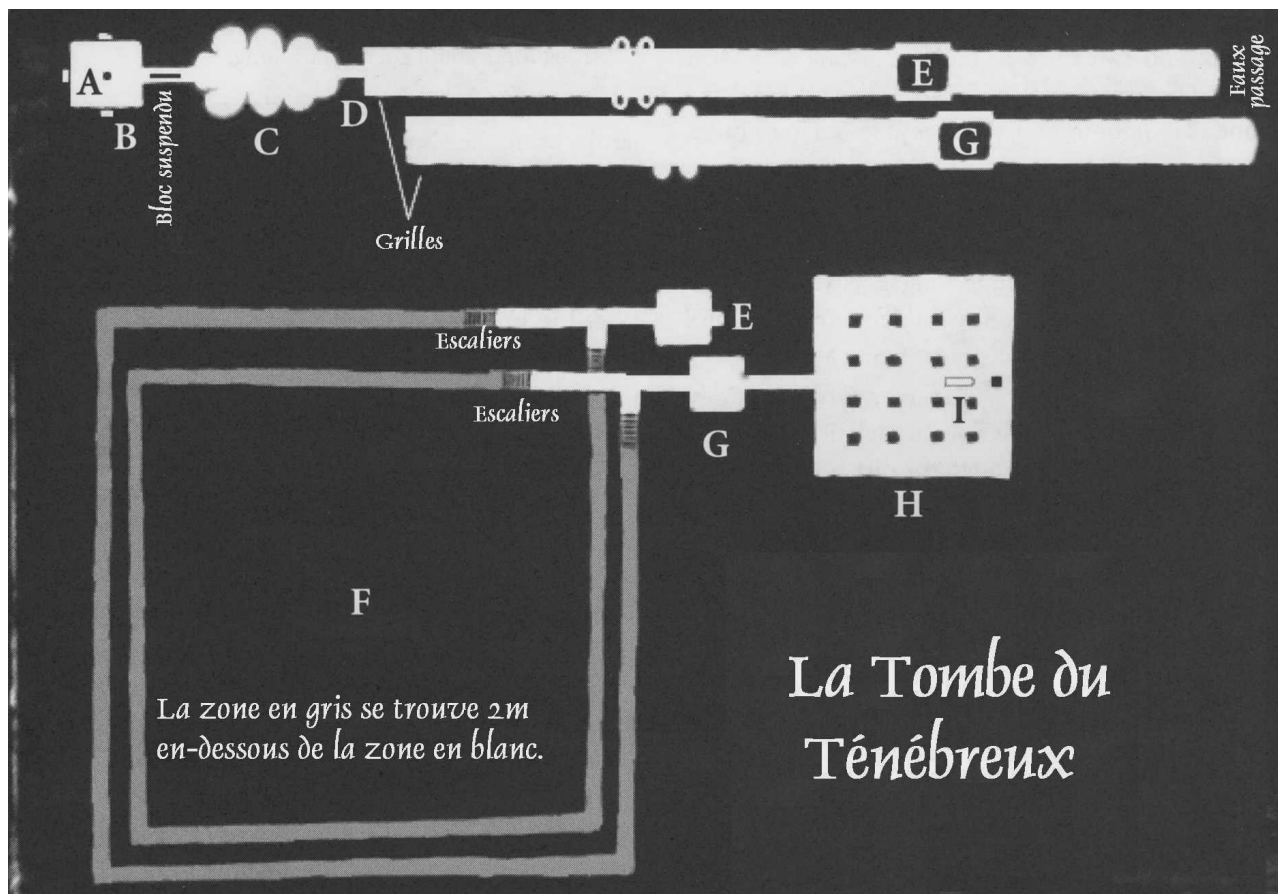 A
B
Bloc suspendu
C
D
E
Faux
passage
G
Grilles
Escaliers
E
Escaliers
G
I
H
F
La zone en gris se trouve 2m
en-dessous de la zone en blanc.
La Tombe du
Ténébreux